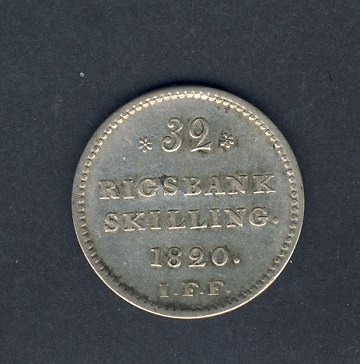 * 32 *
RIGSBANK
SKILLING.
1820.
I.F.F.